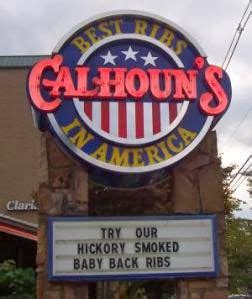 BEST RIBS
CALHOUN'S
IN AMERICA
TRY OUR
HICKORY SMOKED
BABY BACK RIBS